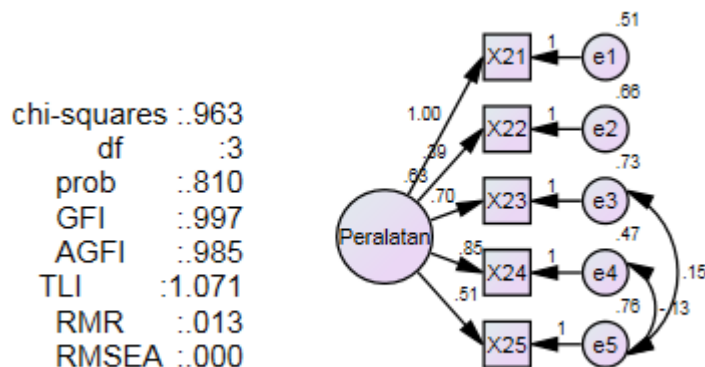 chi-squares :.963
df :3
prob :.810
GFI :.997
AGFI :.985
TLI :1.071
RMR :.013
RMSEA :.000
.51
X21 1 e1
.66
1.00
X22 1 e2
.39
.73
.63
.70
X23 1 e3
.47
Peralatan
.85
X24 1 e4
.15
.51
.76
-.13
X25 1 e5